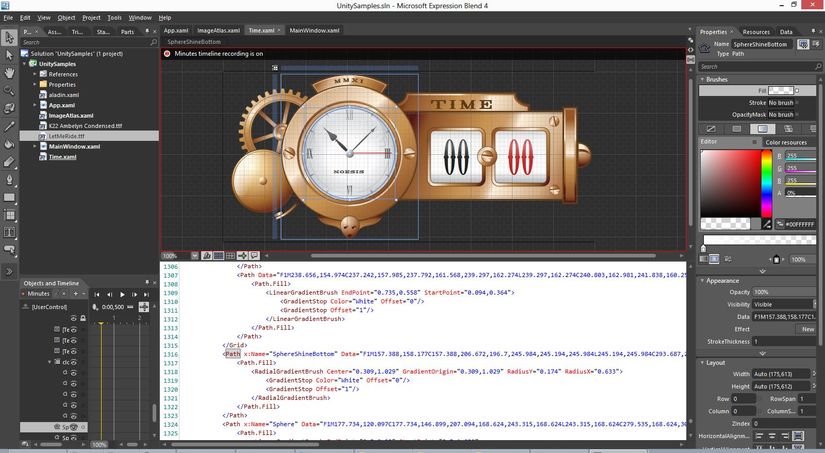 UnitySamples.sln - Microsoft Expression Blend 4
File Edit View Object Project Tools Window Help
P... Assets Tri... Sta... Parts
App.xaml ImageAtlas.xaml Time.xaml MainWindow.xaml
Properties Resources Data
Search
SphereShineBottom
Minutes timeline recording is on
Name SphereShineBottom
Type Path
Search
Solution "UnitySamples" (1 project)
UnitySamples
References
Properties
aladin.xaml
App.xaml
ImageAtlas.xaml
K22 Ambelyn Condensed.ttf
LetMeRide.ttf
MainWindow.xaml
Time.xaml
MMXI
TIME
NOESIS
Brushes
Fill
Stroke No brush
OpacityMask No brush
Editor Color resources
R 255
G 255
B 255
A 0%
#00FFFFFF
100%
100%
Objects and Timeline
Minutes
0:00,500
[UserControl]
1 2
100%
1306 </Path>
1307 <Path Data="F1M238.656,154.974C237.242,157.985,237.792,161.568,239.297,162.274L239.297,162.274C240.803,162.981,241.838,160.25
1308 <Path.Fill>
1309 <LinearGradientBrush EndPoint="0.735,0.558" StartPoint="0.094,0.364">
1310 <GradientStop Color="White" Offset="0"/>
1311 <GradientStop Offset="1"/>
1312 </LinearGradientBrush>
1313 </Path.Fill>
1314 </Path>
1315 </Grid>
1316 <Path x:Name="SphereShineBottom" Data="F1M157.388,158.177C157.388,206.672,196.7,245.984,245.194,245.984L245.194,245.984C293.687,2
1317 <Path.Fill>
1318 <RadialGradientBrush Center="0.309,1.029" GradientOrigin="0.309,1.029" RadiusY="0.174" RadiusX="0.633">
1319 <GradientStop Color="White" Offset="0"/>
1320 <GradientStop Offset="1"/>
1321 </RadialGradientBrush>
1322 </Path.Fill>
1323 </Path>
1324 <Path x:Name="Sphere" Data="F1M177.734,120.097C177.734,146.899,207.094,168.624,243.315,168.624L243.315,168.624C279.535,168.624,30
1325 <Path.Fill>
Appearance
Opacity 100%
Visibility Visible
Data F1M157.388,158.177C1
Effect New
StrokeThickness 1
Layout
Width Auto (175,613)
Height Auto (175,612)
Row 0 RowSpan 1
Column 0 ColumnS... 1
ZIndex 0
HorizontalAlignm...